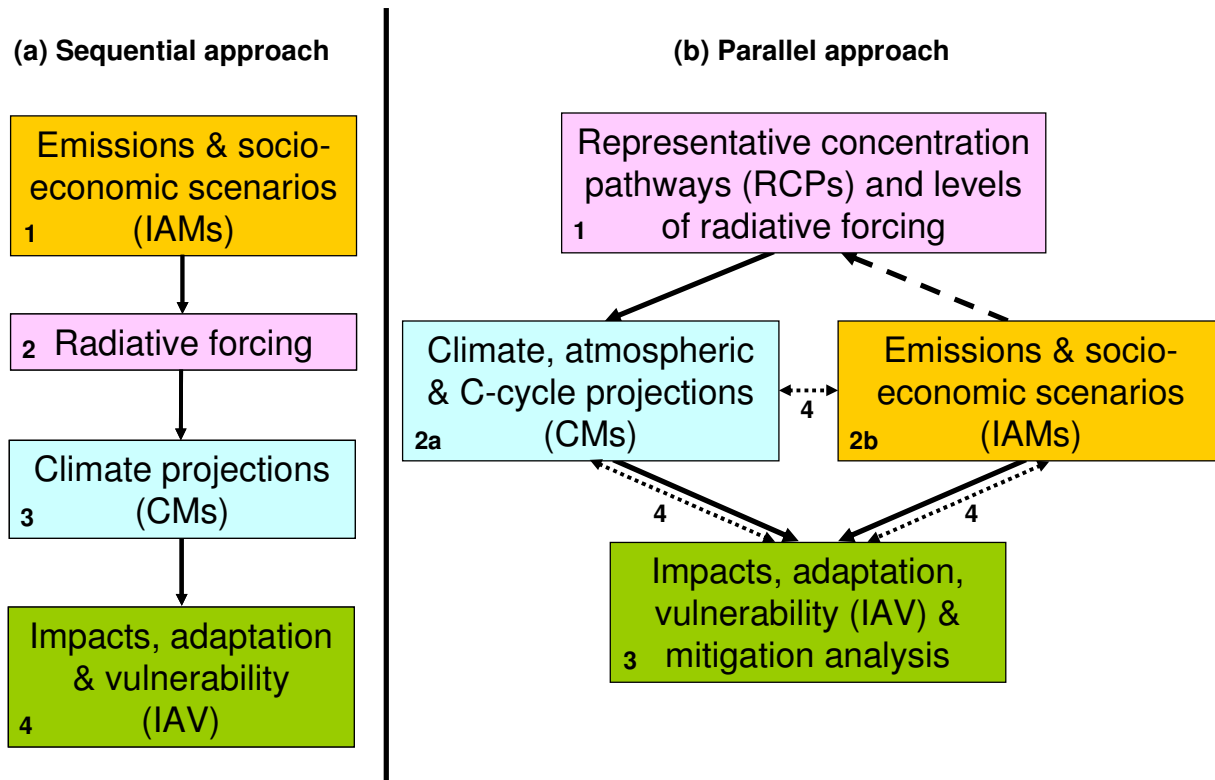 (a) Sequential approach
Emissions & socio-
economic scenarios
(IAMs)
1
Radiative forcing
2
Climate projections
(CMs)
3
Impacts, adaptation
& vulnerability
(IAV)
4
(b) Parallel approach
Representative concentration
pathways (RCPs) and levels
of radiative forcing
1
Climate, atmospheric
& C-cycle projections
(CMs)
2a
4
Emissions & socio-
economic scenarios
(IAMs)
2b
4
4
Impacts, adaptation,
vulnerability (IAV) &
mitigation analysis
3